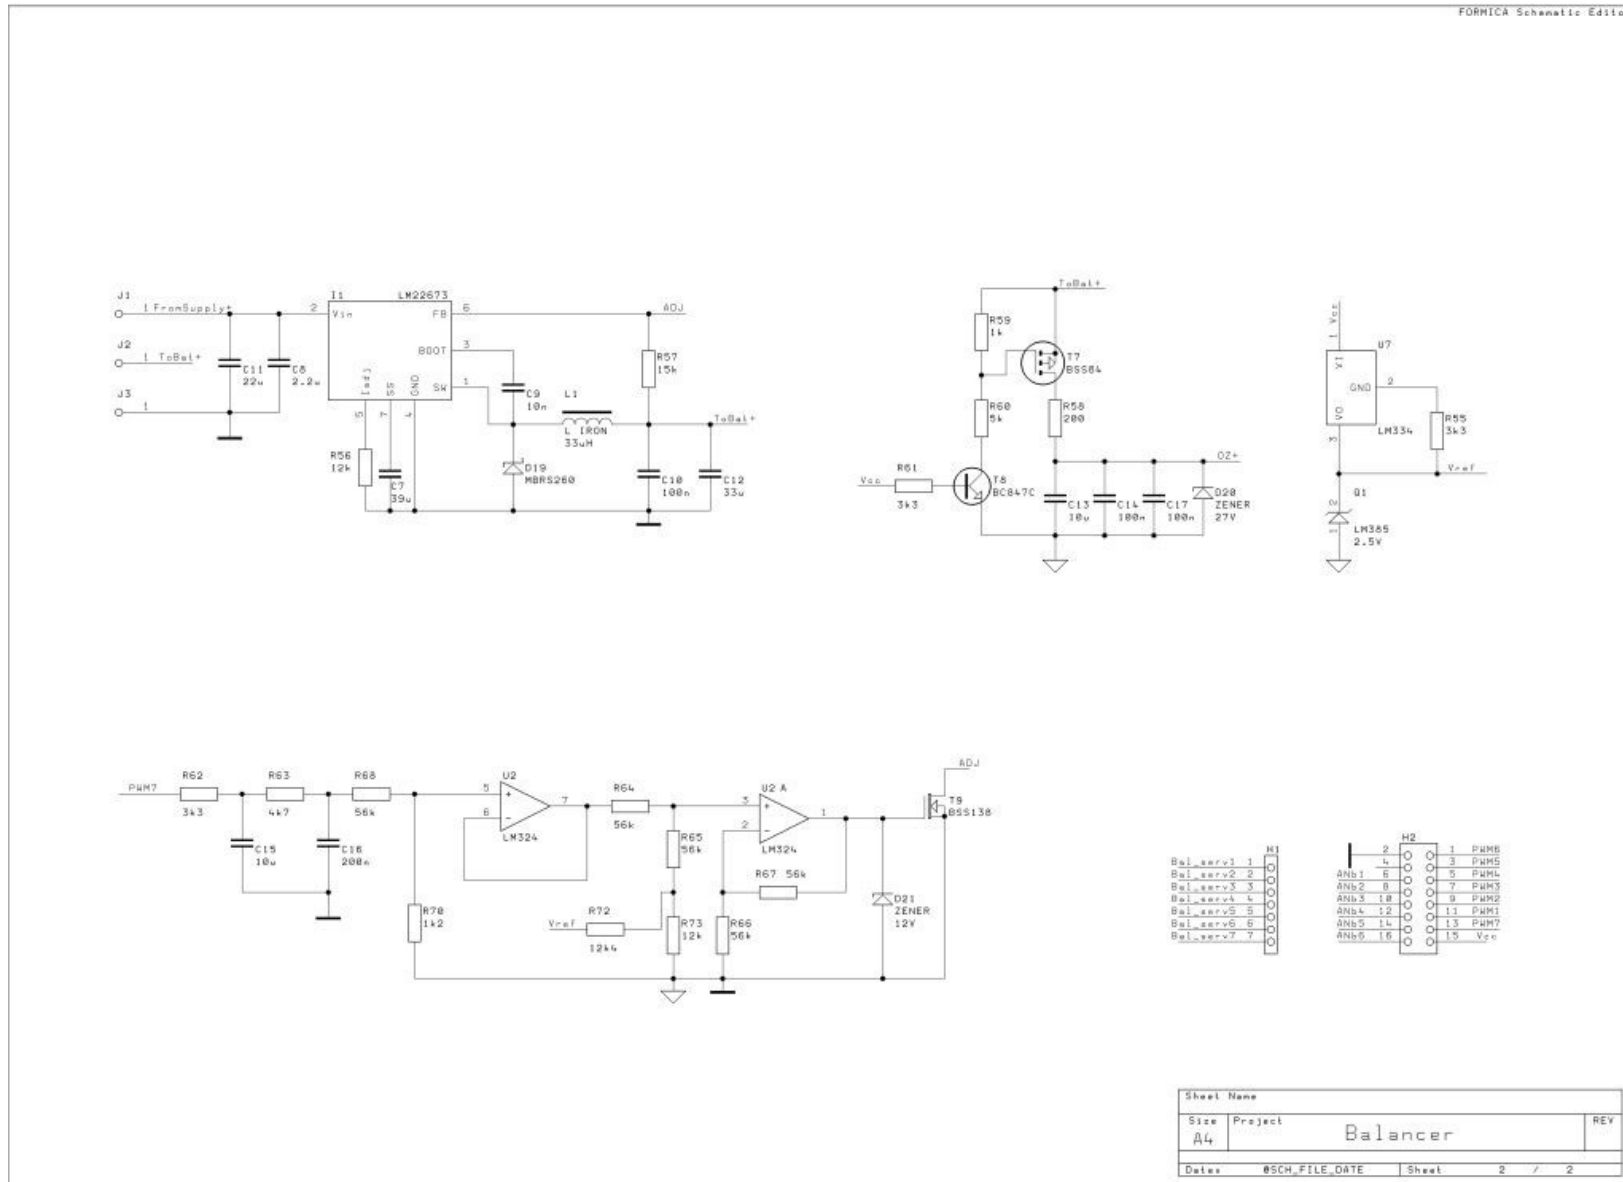 FORMICA Schematic Edito
J1
1 FromSupply+
J2
1 ToBat+
J3
1
C11
22u
C8
2.2u
I1 LM22673
2 Vin
FB 6 ADJ
BOOT 3
SW 1
Iadj
SS
GND
5 7 4
R56
12k
C7
39u
C9
10n
L1
L IRON
33uH
D19
MBRS260
R57
15k
ToBat+
C10
100n
C12
33u
ToBat+
R59
1k
T7
BSS84
R60
5k
R58
200
Vcc
R61
3k3
T8
BC847C
OZ+
C13
10u
C14
100n
C17
100n
D20
ZENER
27V
1 Vcc
U7
VI
GND 2
VO
LM334
3
R55
3k3
Vref
Q1
2
1
LM385
2.5V
PWM7
R62
3k3
R63
4k7
R68
56k
C15
10u
C16
200n
R70
1k2
U2
5 +
6 -
7
LM324
R64
56k
R65
56k
Vref
R72
12k4
R73
12k
U2 A
3 +
2 -
1
LM324
R67 56k
R66
56k
D21
ZENER
12V
ADJ
T9
BSS138
H1
Bal_serv1 1
Bal_serv2 2
Bal_serv3 3
Bal_serv4 4
Bal_serv5 5
Bal_serv6 6
Bal_serv7 7
H2
2 1 PWM6
4 3 PWM5
ANb1 6 5 PWM4
ANb2 8 7 PWM3
ANb3 10 9 PWM2
ANb4 12 11 PWM1
ANb5 14 13 PWM7
ANb6 16 15 Vcc
Sheet Name
Size Project REV
A4 Balancer
Dates @SCH_FILE_DATE Sheet 2 / 2